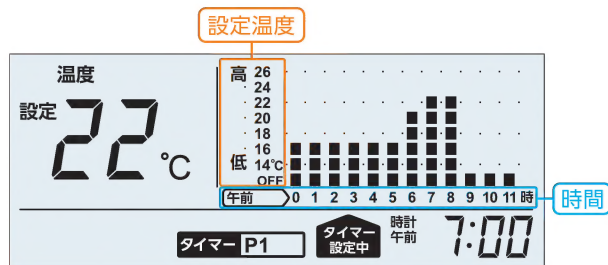 設定温度
温度
設定
22
℃
高 26
24
22
20
18
16
低 14℃
OFF
午前 0 1 2 3 4 5 6 7 8 9 10 11 時
時間
タイマー P1
タイマー
設定中
時計
午前
7:00